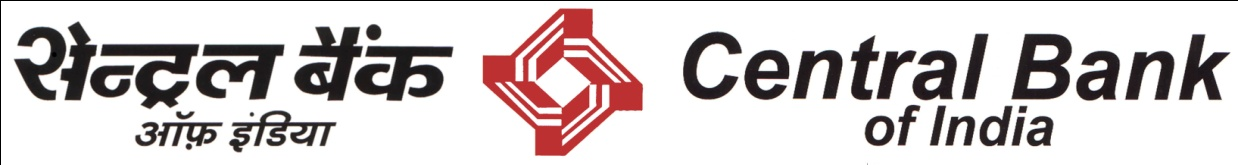 सेन्ट्रल बैंक
ऑफ़ इंडिया
Central Bank
of India